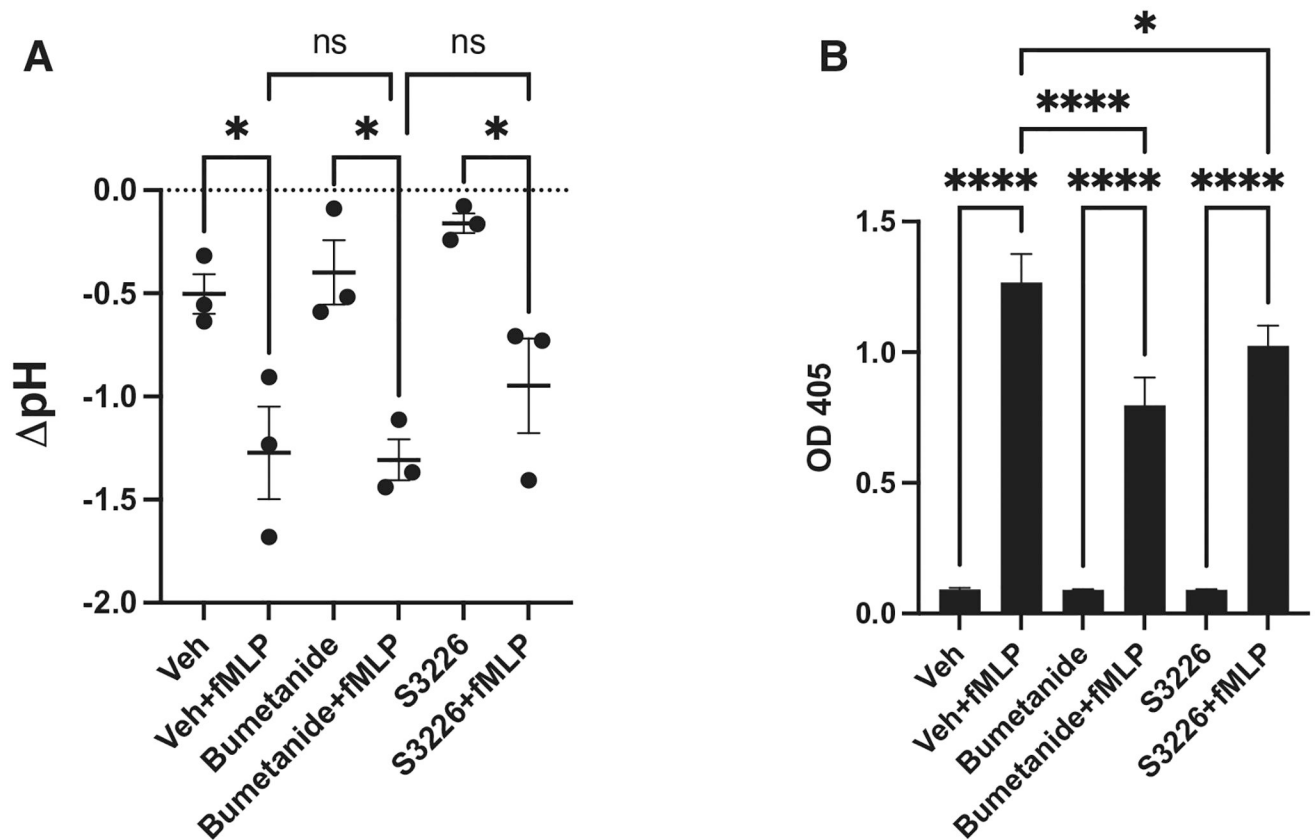 A
ns
ns
*
*
*
0.0
-0.5
-1.0
-1.5
-2.0
ΔpH
Veh
Veh+fMLP
Bumetanide
Bumetanide+fMLP
S3226
S3226+fMLP
B
*
****
****
****
****
1.5
1.0
0.5
0.0
OD 405
Veh
Veh+fMLP
Bumetanide
Bumetanide+fMLP
S3226
S3226+fMLP